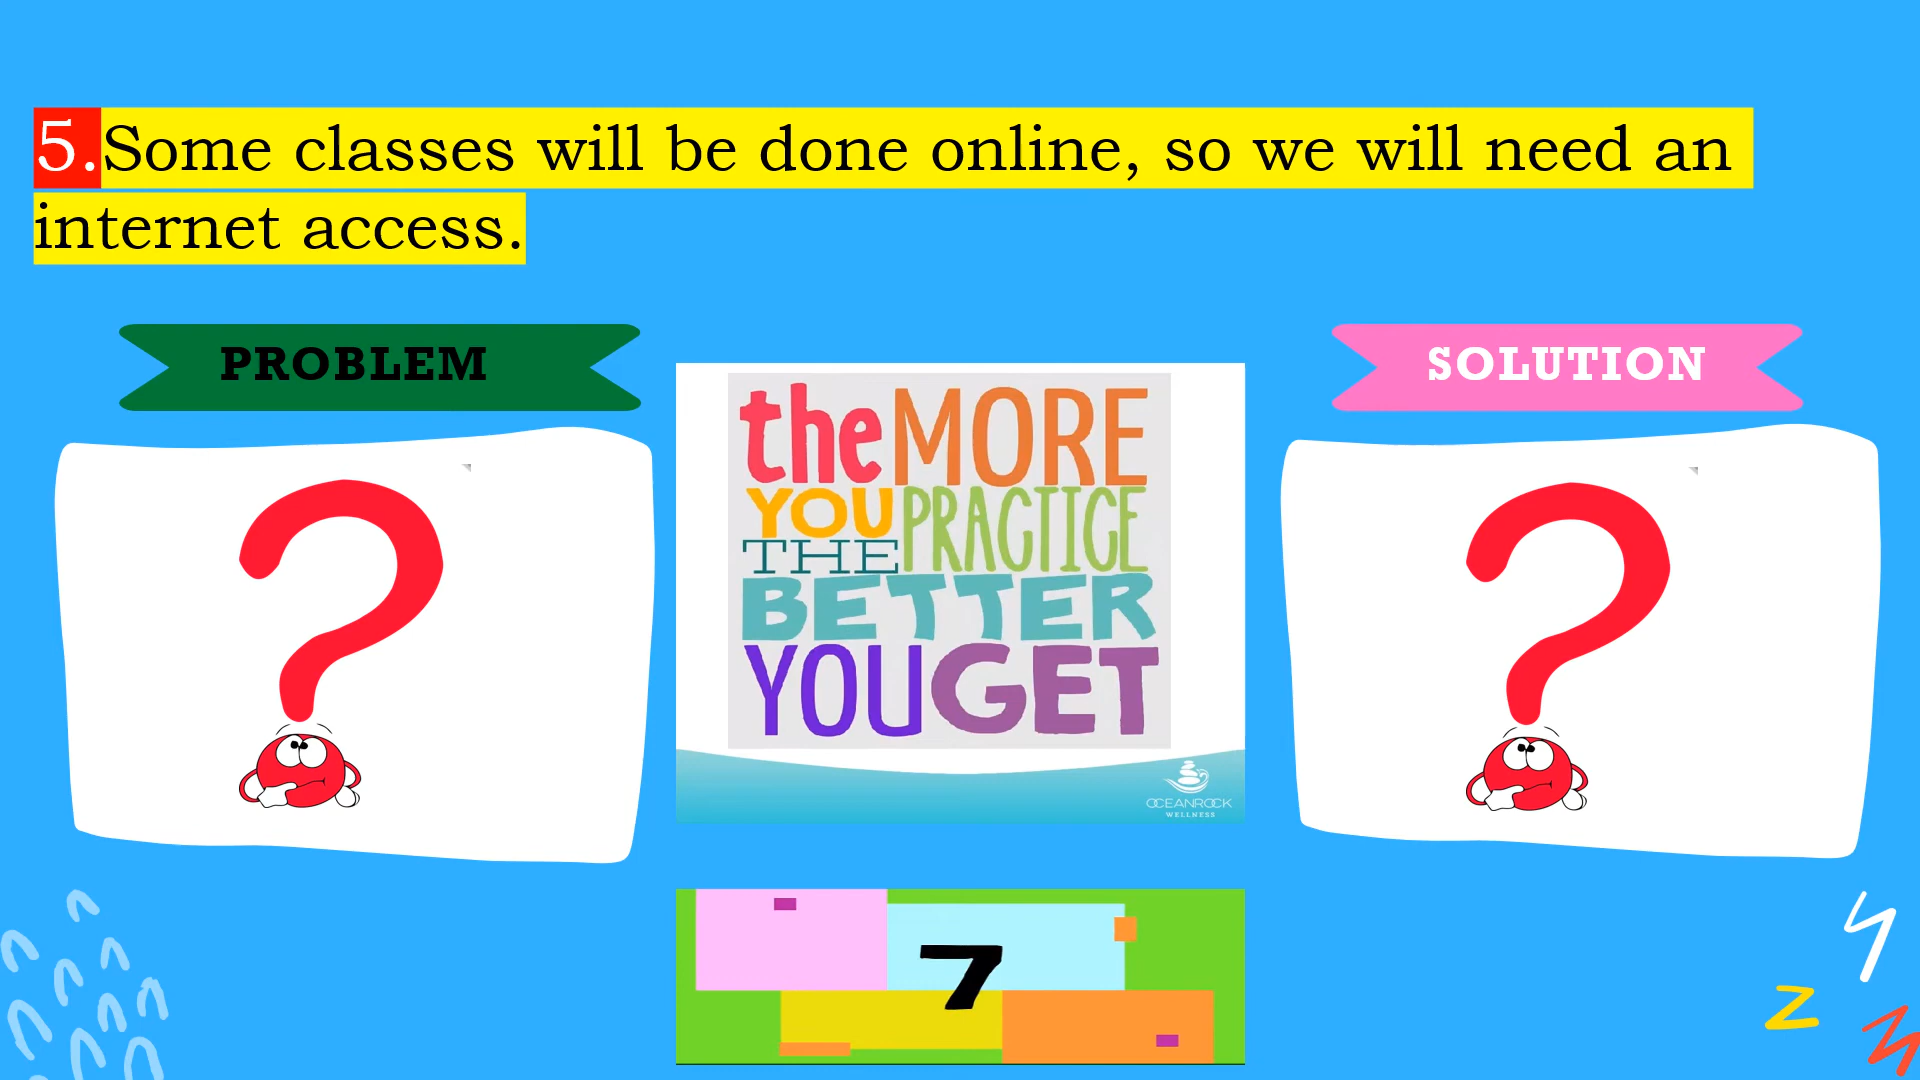 5.Some classes will be done online, so we will need an
internet access.
PROBLEM
SOLUTION
the MORE
YOU PRACTICE
THE
BETTER
YOU GET
OCEANROCK
WELLNESS
7